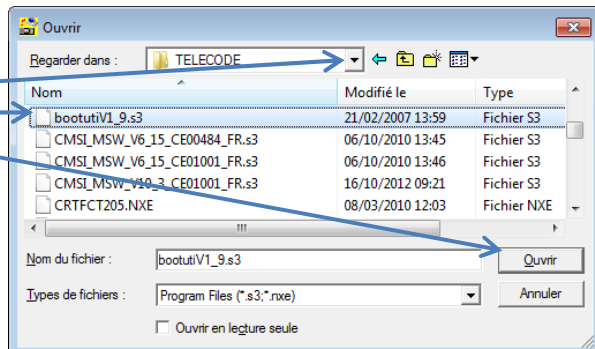 Ouvrir
Regarder dans : TELECODE
Nom Modifié le Type
bootutiV1_9.s3 21/02/2007 13:59 Fichier S3
CMSI_MSW_V6_15_CE00484_FR.s3 06/10/2010 13:45 Fichier S3
CMSI_MSW_V6_15_CE01001_FR.s3 06/10/2010 13:46 Fichier S3
CMSI_MSW_V10_3_CE01001_FR.s3 16/10/2012 09:21 Fichier S3
CRTFCT205.NXE 08/03/2010 12:03 Fichier NXE
Nom du fichier : bootutiV1_9.s3 Ouvrir
Types de fichiers : Program Files (*.s3;*.nxe) Annuler
Ouvrir en lecture seule